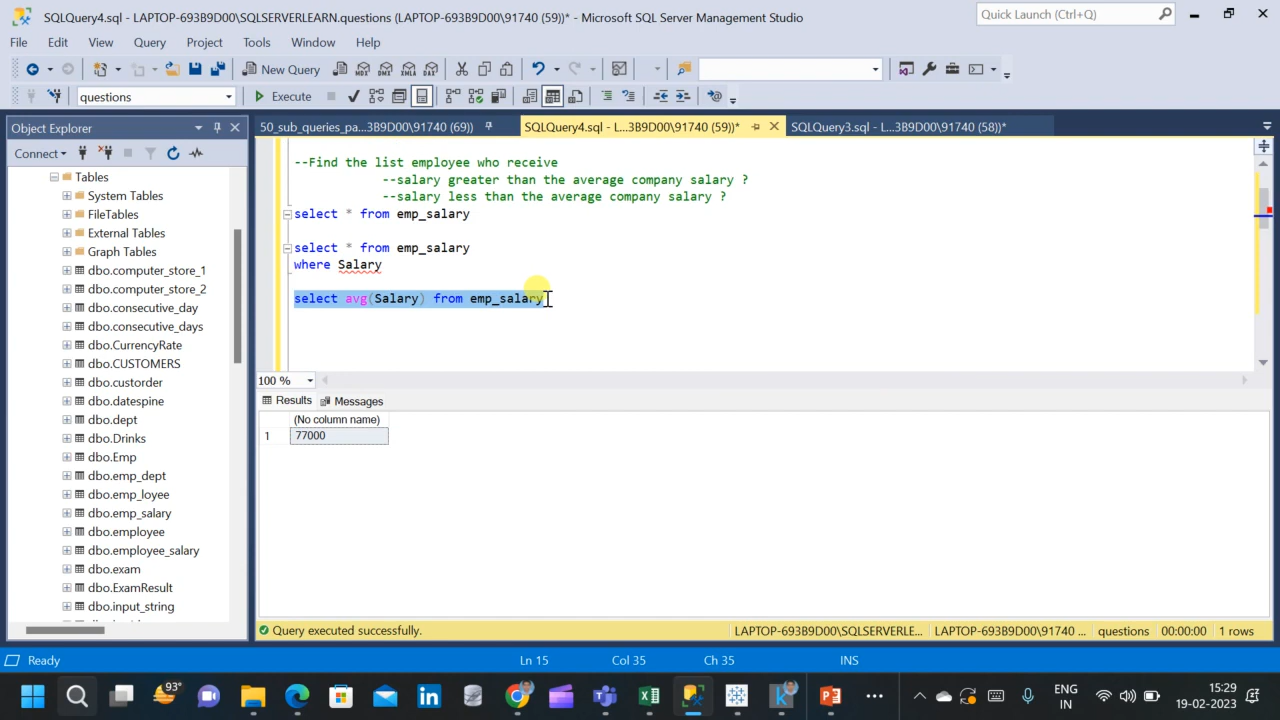 SQLQuery4.sql - LAPTOP-693B9D00\SQLSERVERLEARN.questions (LAPTOP-693B9D00\91740 (59))* - Microsoft SQL Server Management Studio
Quick Launch (Ctrl+Q)
File Edit View Query Project Tools Window Help
New Query
MDX DMX XMLA DAX
questions
Execute
Object Explorer
50_sub_queries_pa...3B9D00\91740 (69))
SQLQuery4.sql - L...3B9D00\91740 (59))*
SQLQuery3.sql - L...3B9D00\91740 (58))*
Connect
Tables
System Tables
FileTables
External Tables
Graph Tables
dbo.computer_store_1
dbo.computer_store_2
dbo.consecutive_day
dbo.consecutive_days
dbo.CurrencyRate
dbo.CUSTOMERS
dbo.custorder
dbo.datespine
dbo.dept
dbo.Drinks
dbo.Emp
dbo.emp_dept
dbo.emp_loyee
dbo.emp_salary
dbo.employee
dbo.employee_salary
dbo.exam
dbo.ExamResult
dbo.input_string
--Find the list employee who receive
--salary greater than the average company salary ?
--salary less than the average company salary ?
select * from emp_salary
select * from emp_salary
where Salary
select avg(Salary) from emp_salary
100 %
Results Messages
(No column name)
1 77000
Query executed successfully.
LAPTOP-693B9D00\SQLSERVERLE... LAPTOP-693B9D00\91740 ... questions 00:00:00 1 rows
Ready Ln 15 Col 35 Ch 35 INS
93°
ENG
IN
15:29
19-02-2023